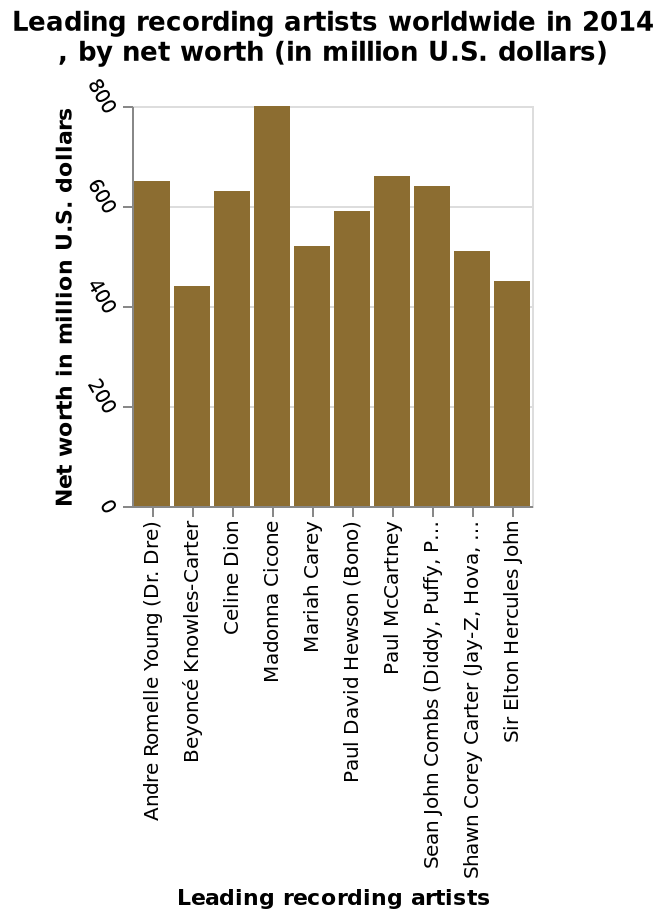 Leading recording artists worldwide in 2014
, by net worth (in million U.S. dollars)
Net worth in million U.S. dollars
800
600
400
200
0
Andre Romelle Young (Dr. Dre)
Beyoncé Knowles-Carter
Celine Dion
Madonna Cicone
Mariah Carey
Paul David Hewson (Bono)
Paul McCartney
Sean John Combs (Diddy, Puffy, P…
Shawn Corey Carter (Jay-Z, Hova, …
Sir Elton Hercules John
Leading recording artists